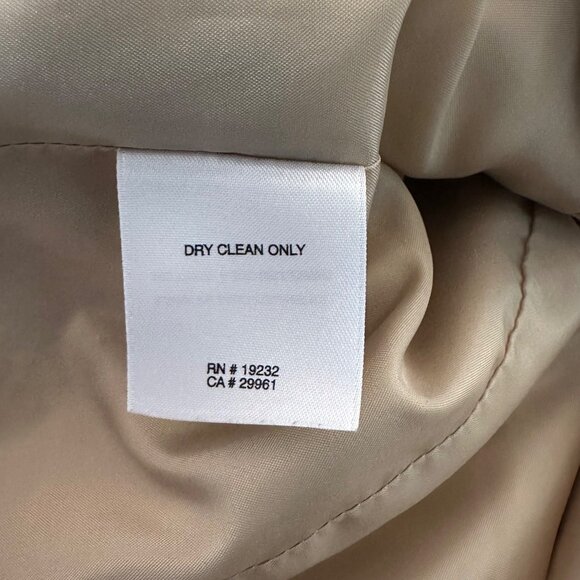 DRY CLEAN ONLY
RN # 19232
CA # 29961